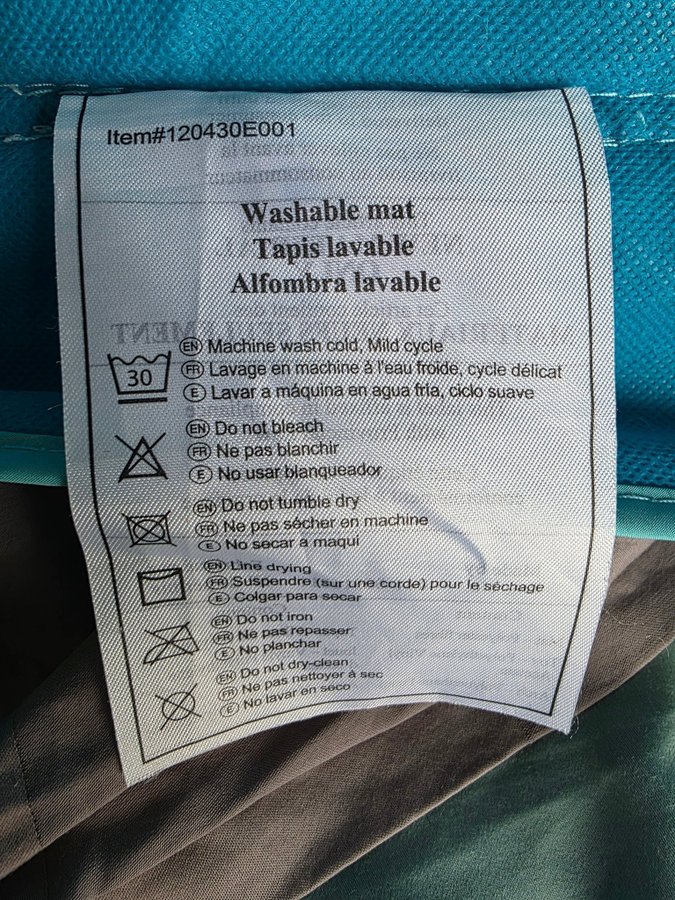 Item#120430E001
Washable mat
Tapis lavable
Alfombra lavable
30
EN Machine wash cold, Mild cycle
FR Lavage en machine à l'eau froide, cycle délicat
E Lavar a máquina en agua fria, ciclo suave
EN Do not bleach
FR Ne pas blanchir
E No usar blanqueador
EN Do not tumble dry
FR Ne pas sécher en machine
E No secar a maqui
EN Line drying
FR Suspendre (sur une corde) pour le séchage
E Colgar para secar
EN Do not iron
FR Ne pas repasser
E No planchar
EN Do not dry-clean
FR Ne pas nettoyer à sec
E No lavar en seco